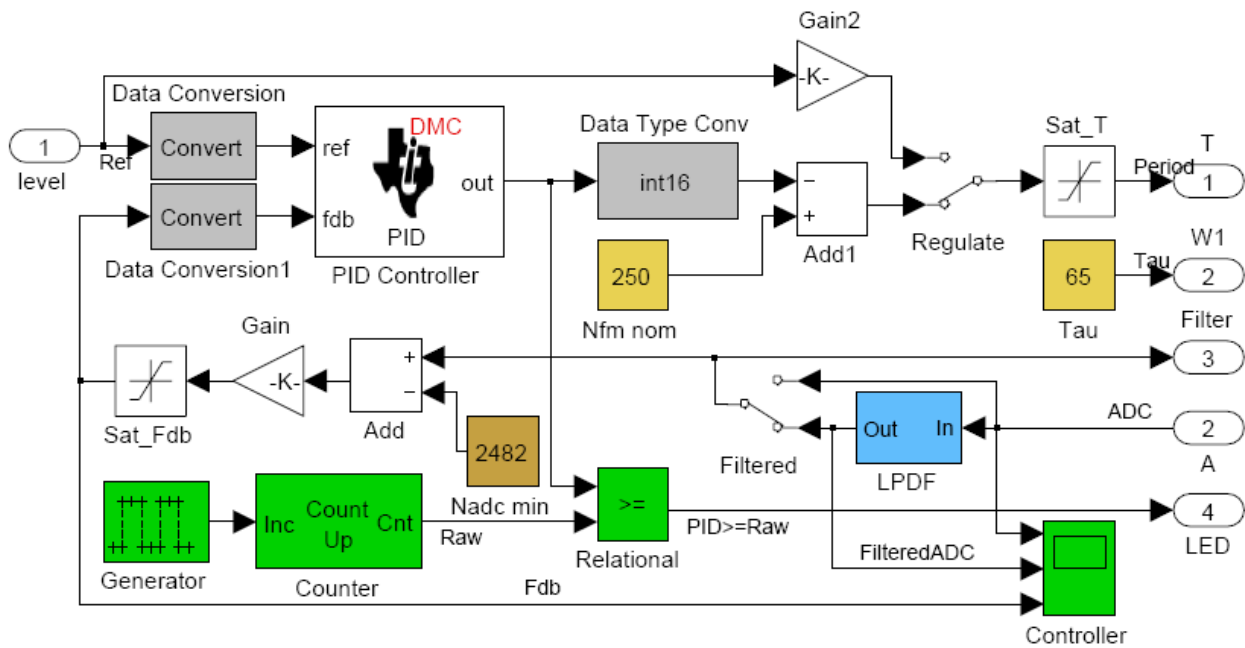 Gain2
-K-
Data Conversion
DMC
Data Type Conv
Sat_T
T
1
Ref
Convert
ref
int16
−
Period
1
level
out
Convert
fdb
PID
+
Regulate
W1
Data Conversion1
PID Controller
250
Add1
65
Tau
2
Gain
Nfm nom
Tau
Filter
-K-
+
3
−
Sat_Fdb
Add
2482
Filtered
Out
In
ADC
2
LPDF
A
Nadc min
Inc
Count
Up
Cnt
Raw
>=
PID>=Raw
4
LED
Generator
Counter
Relational
FilteredADC
Fdb
Controller